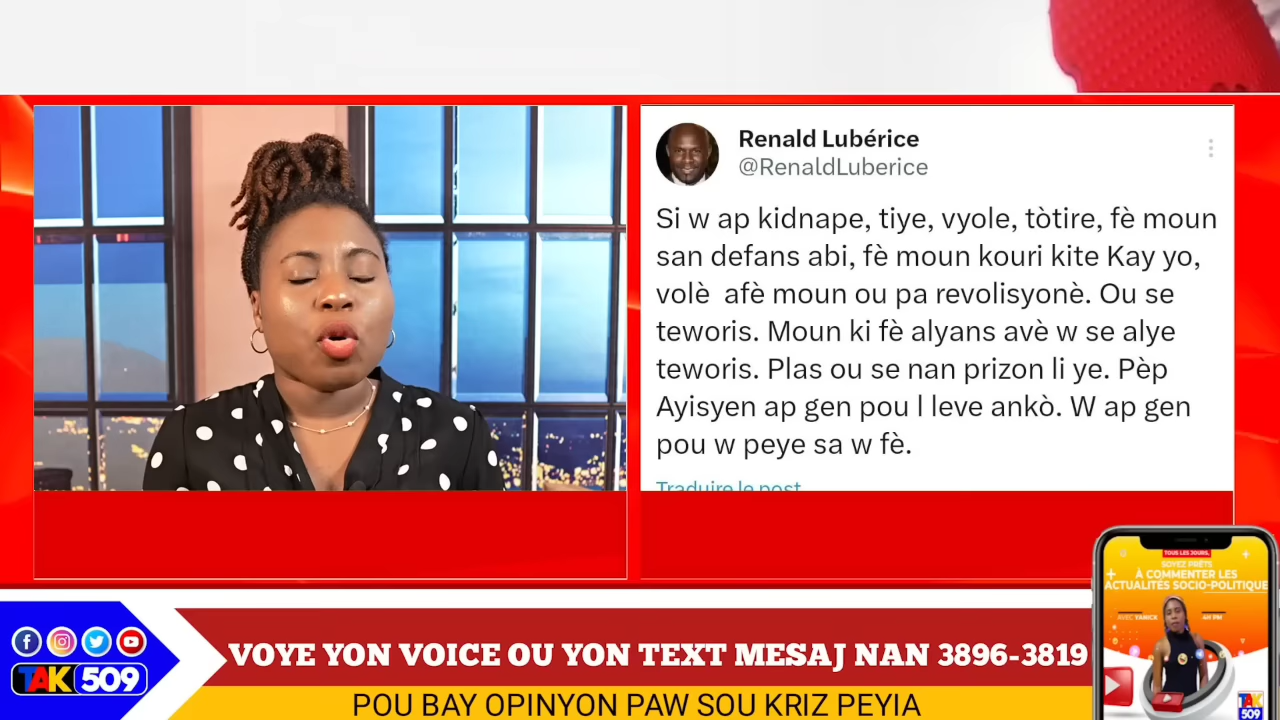 Renald Lubérice
@RenaldLuberice
Si w ap kidnape, tiye, vyole, tòtire, fè moun
san defans abi, fè moun kouri kite Kay yo,
volè afè moun ou pa revolisyonè. Ou se
teworis. Moun ki fè alyans avè w se alye
teworis. Plas ou se nan prizon li ye. Pèp
Ayisyen ap gen pou l leve ankò. W ap gen
pou w peye sa w fè.
Traduire le post
TOUS LES JOURS,
SOYEZ PRÊTS
À COMMENTER LES
ACTUALITÉS SOCIO-POLITIQUE
AVEC YANICK
4H PM
TAK 509
VOYE YON VOICE OU YON TEXT MESAJ NAN 3896-3819
TAK 509
POU BAY OPINYON PAW SOU KRIZ PEYIA